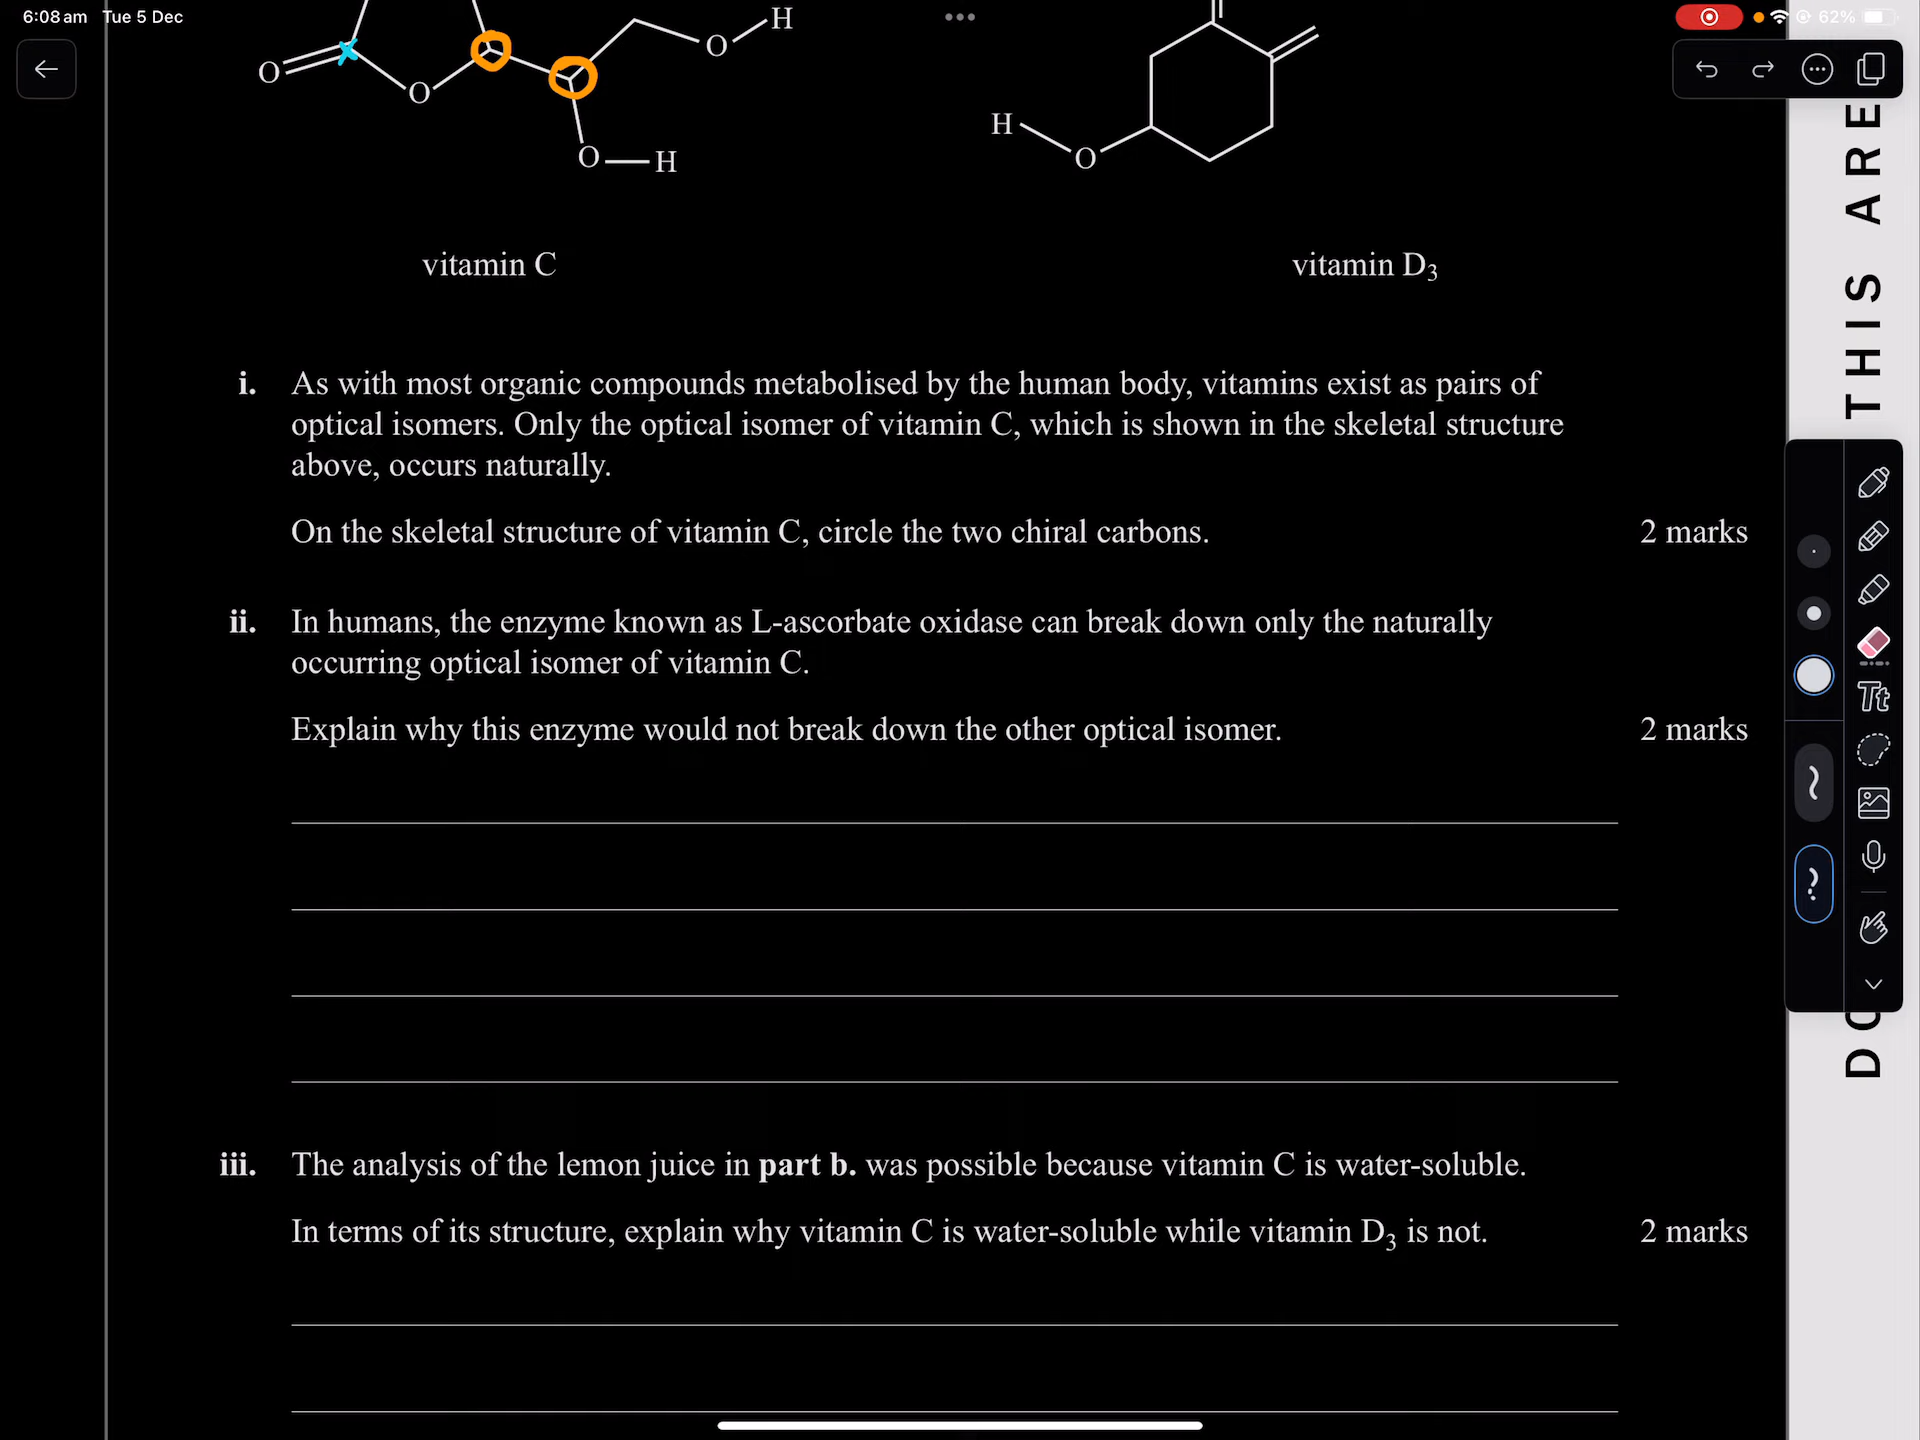 6:08 am Tue 5 Dec
62%
H
O
O
O
O
H
H
O
vitamin C
vitamin D3
i. As with most organic compounds metabolised by the human body, vitamins exist as pairs of
optical isomers. Only the optical isomer of vitamin C, which is shown in the skeletal structure
above, occurs naturally.
On the skeletal structure of vitamin C, circle the two chiral carbons. 2 marks
ii. In humans, the enzyme known as L-ascorbate oxidase can break down only the naturally
occurring optical isomer of vitamin C.
Explain why this enzyme would not break down the other optical isomer. 2 marks
iii. The analysis of the lemon juice in part b. was possible because vitamin C is water-soluble.
In terms of its structure, explain why vitamin C is water-soluble while vitamin D3 is not. 2 marks
THIS ARE
Tt